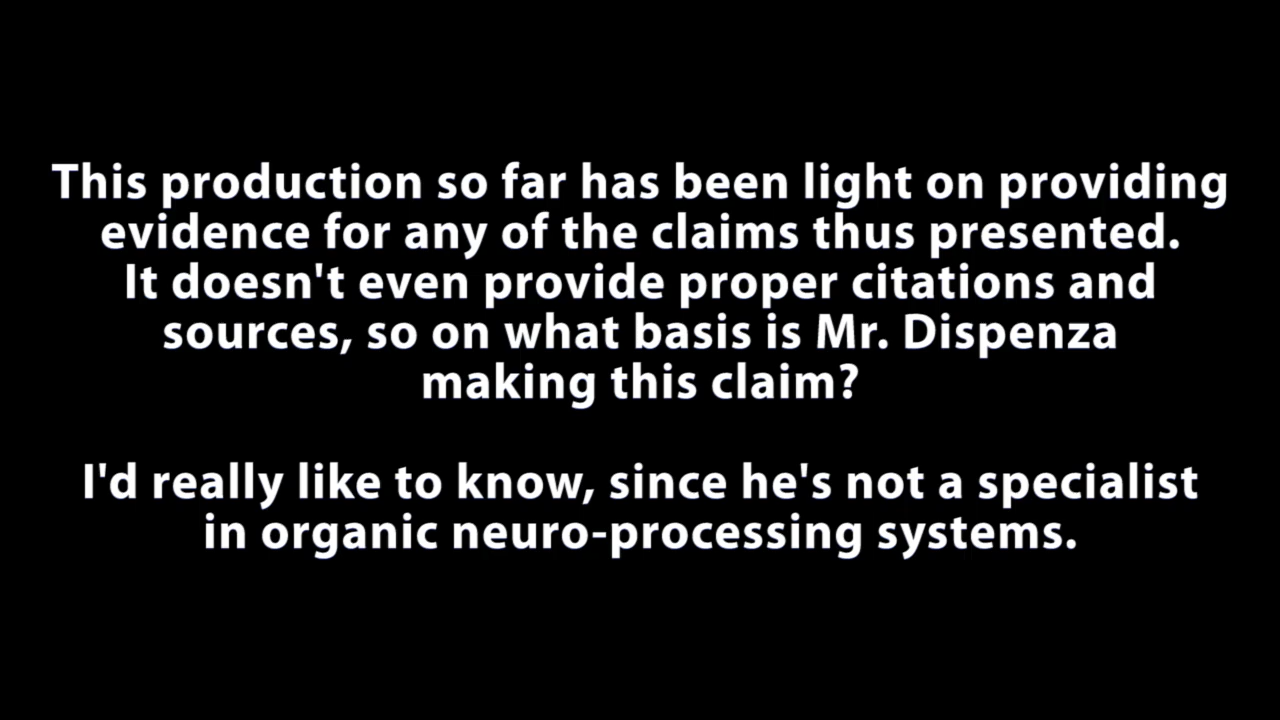 This production so far has been light on providing
evidence for any of the claims thus presented.
It doesn't even provide proper citations and
sources, so on what basis is Mr. Dispenza
making this claim?
I'd really like to know, since he's not a specialist
in organic neuro-processing systems.